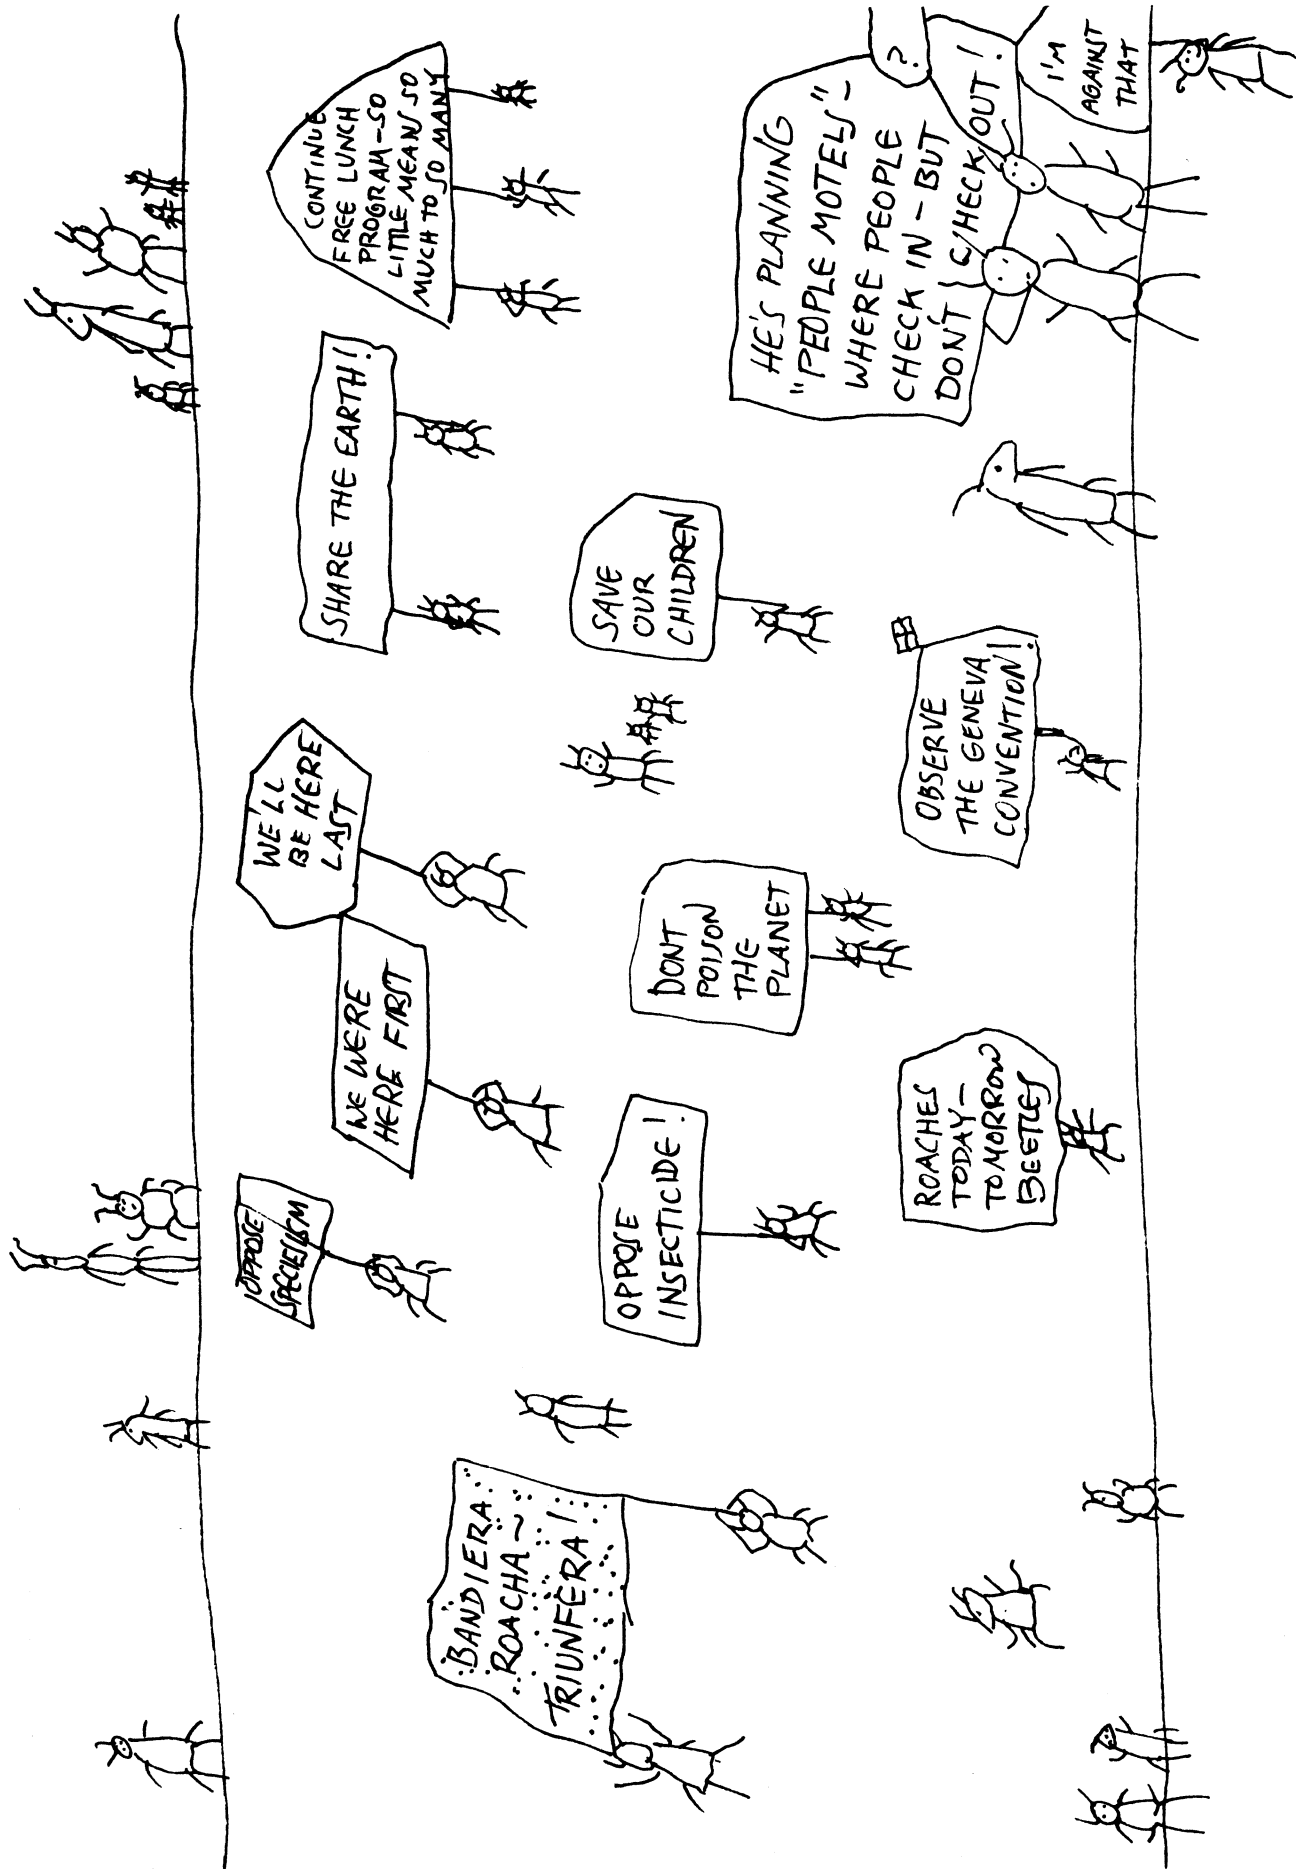 BANDIERA
ROACHA ~
TRIUNFERA!
OPPOSE
SPECIESISM
WE WERE
HERE FIRST
WE'LL
BE HERE
LAST
SHARE THE EARTH!
CONTINUE
FREE LUNCH
PROGRAM-SO
LITTLE MEANS SO
MUCH TO SO MANY
OPPOSE
INSECTICIDE!
DONT
POISON
THE
PLANET
SAVE
OUR
CHILDREN
ROACHES
TODAY-
TOMORROW
BEETLES
OBSERVE
THE GENEVA
CONVENTION!
HE'S PLANNING
"PEOPLE MOTELS"-
WHERE PEOPLE
CHECK IN - BUT
DON'T CHECK OUT!
?
I'M
AGAINST
THAT